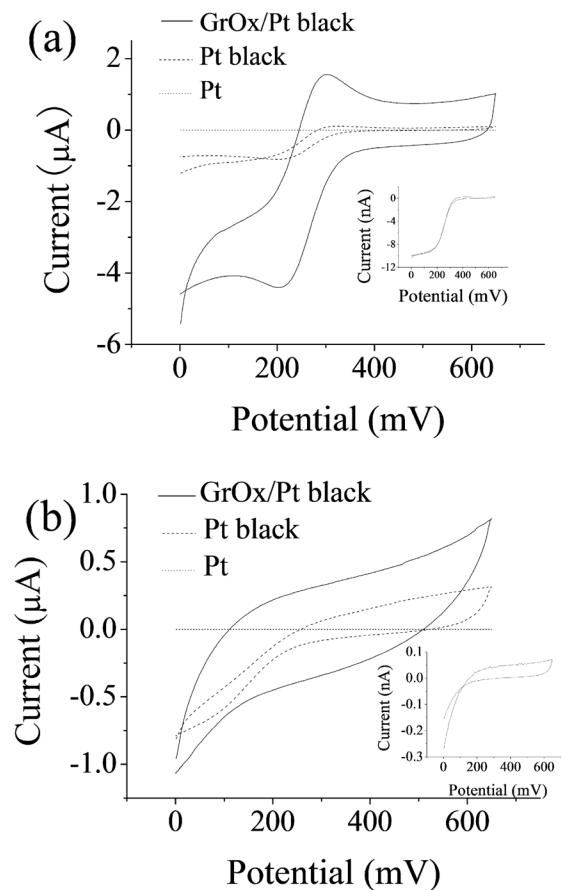 (a)
GrOx/Pt black
Pt black
Pt
2
0
-2
-4
-6
Current (μA)
0 200 400 600
Potential (mV)
0
-4
-8
-12
Current (nA)
0 200 400 600
Potential (mV)
(b)
GrOx/Pt black
Pt black
Pt
1.0
0.5
0.0
-0.5
-1.0
Current (μA)
0 200 400 600
Potential (mV)
0.1
0.0
-0.1
-0.2
-0.3
Current (nA)
0 200 400 600
Potential (mV)